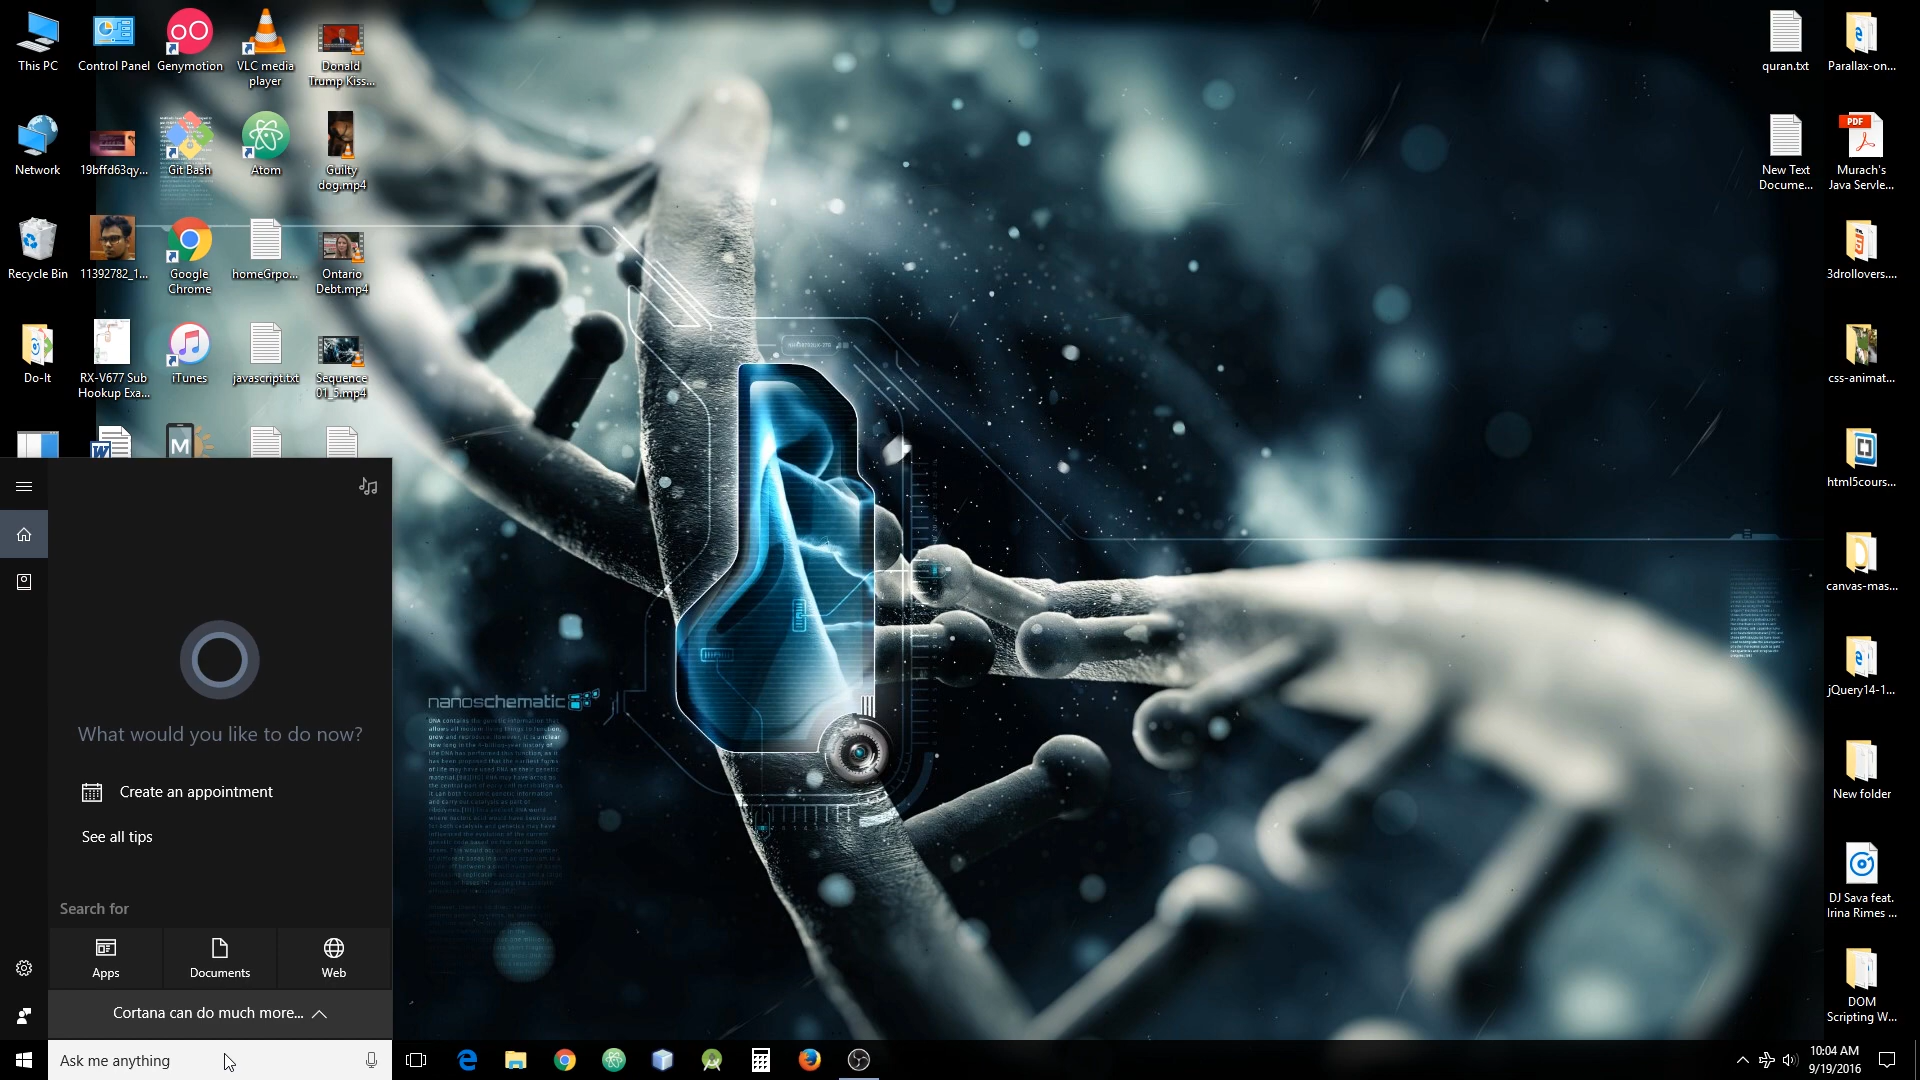 This PC
Control Panel
Genymotion
VLC media
player
Donald
Trump Kiss...
Network
19bffd63qy...
Git Bash
Atom
Guilty
dog.mp4
Recycle Bin
11392782_1...
Google
Chrome
homeGrpo...
Ontario
Debt.mp4
Do-It
RX-V677 Sub
Hookup Exa...
iTunes
javascript.txt
Sequence
01_5.mp4
quran.txt
Parallax-on...
New Text
Docume...
PDF
Murach's
Java Servle...
3drollovers....
css-animat...
html5cours...
canvas-mas...
jQuery14-1...
New folder
DJ Sava feat.
Irina Rimes ...
DOM
Scripting W...
nanoschematic
What would you like to do now?
Create an appointment
See all tips
Search for
Apps
Documents
Web
Cortana can do much more...
Ask me anything
10:04 AM
9/19/2016